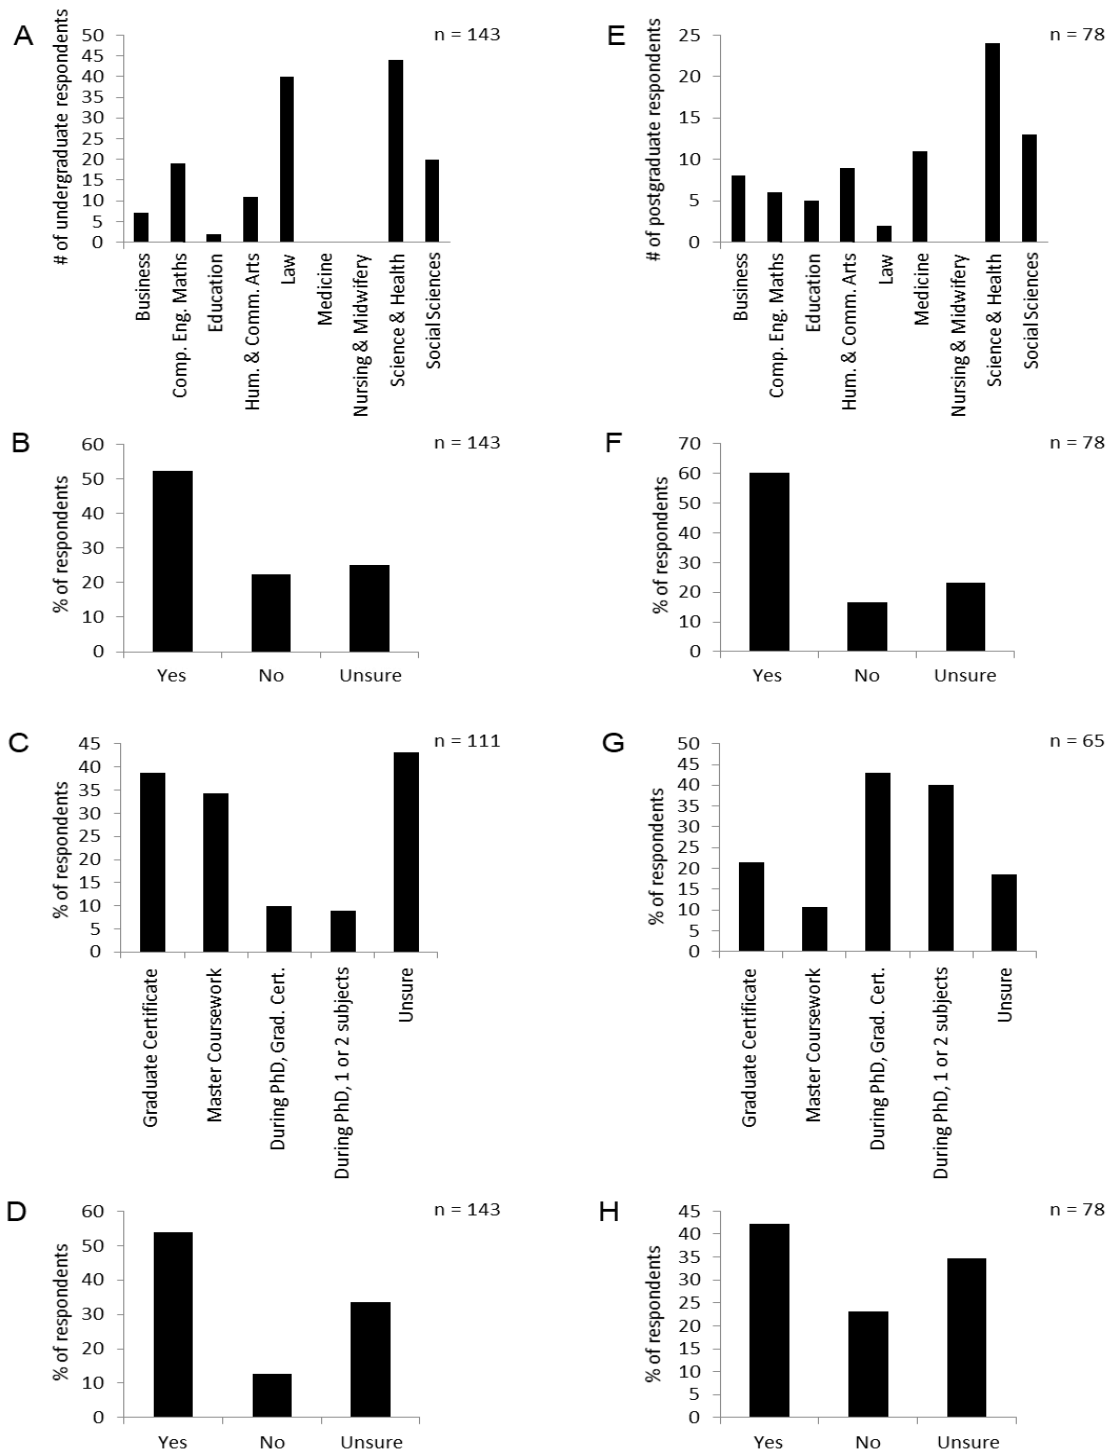 A
n = 143
# of undergraduate respondents
50
45
40
35
30
25
20
15
10
5
0
Business
Comp. Eng. Maths
Education
Hum. & Comm. Arts
Law
Medicine
Nursing & Midwifery
Science & Health
Social Sciences
E
n = 78
# of postgraduate respondents
25
20
15
10
5
0
Business
Comp. Eng. Maths
Education
Hum. & Comm. Arts
Law
Medicine
Nursing & Midwifery
Science & Health
Social Sciences
B
n = 143
% of respondents
60
50
40
30
20
10
0
Yes No Unsure
F
n = 78
% of respondents
70
60
50
40
30
20
10
0
Yes No Unsure
C
n = 111
% of respondents
45
40
35
30
25
20
15
10
5
0
Graduate Certificate
Master Coursework
During PhD, Grad. Cert.
During PhD, 1 or 2 subjects
Unsure
G
n = 65
% of respondents
50
45
40
35
30
25
20
15
10
5
0
Graduate Certificate
Master Coursework
During PhD, Grad. Cert.
During PhD, 1 or 2 subjects
Unsure
D
n = 143
% of respondents
60
50
40
30
20
10
0
Yes No Unsure
H
n = 78
% of respondents
45
40
35
30
25
20
15
10
5
0
Yes No Unsure